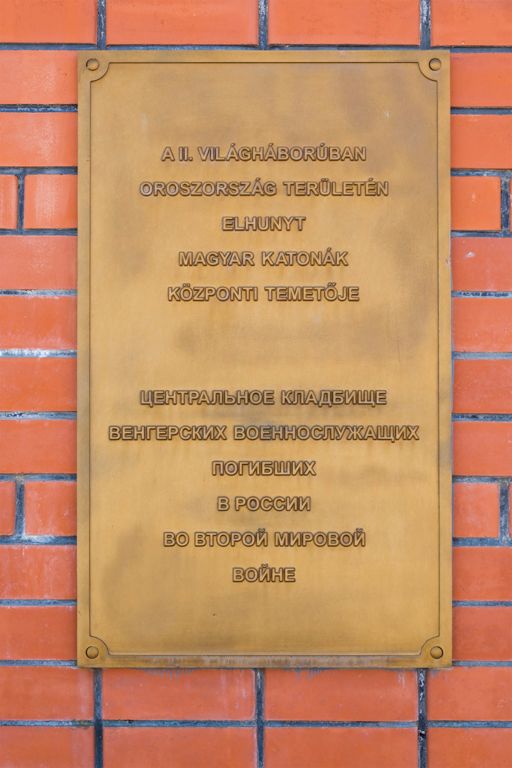 A II. VILÁGHÁBORÚBAN
OROSZORSZÁG TERÜLETÉN
ELHUNYT
MAGYAR KATONÁK
KÖZPONTI TEMETŐJE
ЦЕНТРАЛЬНОЕ КЛАДБИЩЕ
ВЕНГЕРСКИХ ВОЕННОСЛУЖАЩИХ
ПОГИБШИХ
В РОССИИ
ВО ВТОРОЙ МИРОВОЙ
ВОЙНЕ